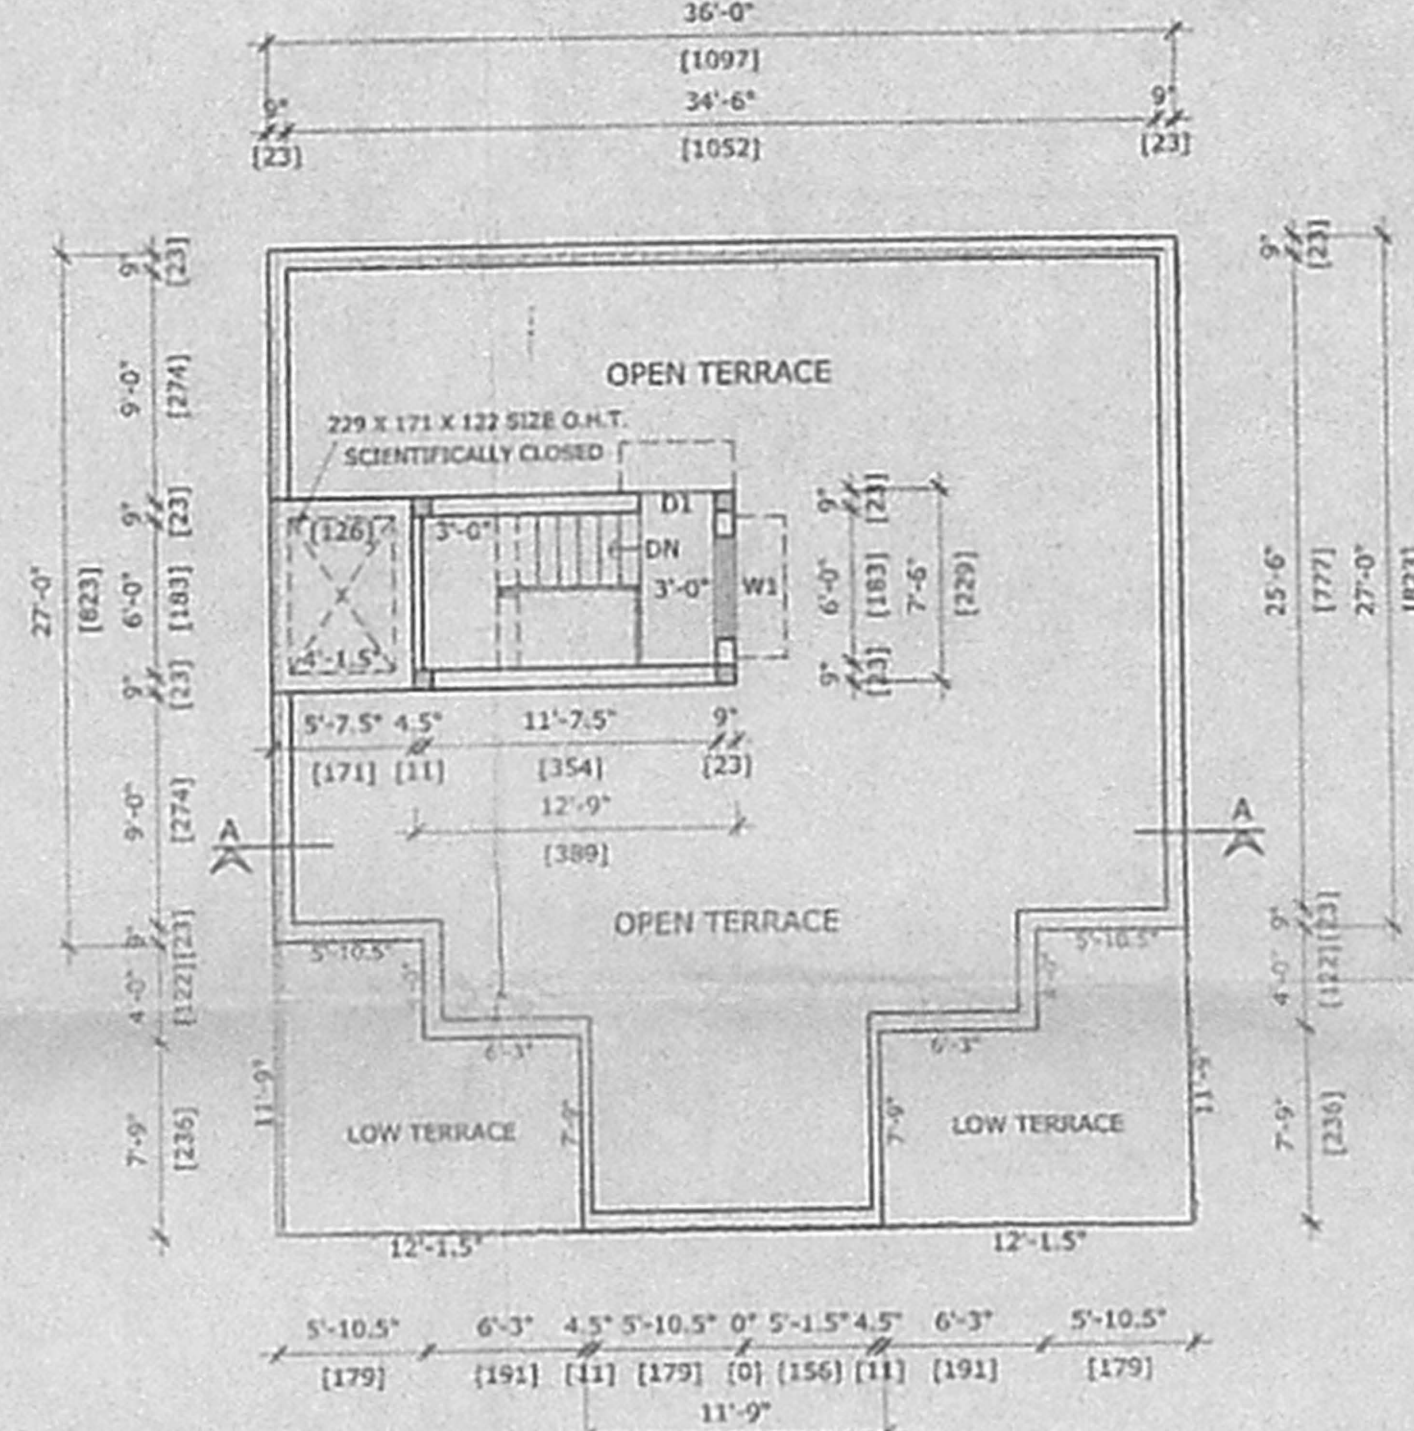 36'-0"
[1097]
9" 34'-6" 9"
[23] [1052] [23]
9" [23]
9'-0" [274]
9" [23]
6'-0" [183]
9" [23]
9'-0" [274]
9" [23]
4'-0" [122]
7'-9" [236]
27'-0" [823]
OPEN TERRACE
229 X 171 X 122 SIZE O.H.T.
SCIENTIFICALLY CLOSED
[126] 3'-0" D1
DN
3'-0" W1
4'-1.5"
9" [23]
6'-0" [183] 7'-6" [229]
9" [23]
5'-7.5" 4.5" 11'-7.5" 9"
[171] [11] [354] [23]
12'-9"
[389]
A A
OPEN TERRACE
5'-10.5" 5'-10.5"
6'-3" 6'-3"
11'-9" LOW TERRACE 7'-9" 7'-9" LOW TERRACE 11'-9"
12'-1.5" 12'-1.5"
9" [23]
25'-6" [777] 27'-0" [823]
9" [23]
4'-0" [122]
7'-9" [236]
5'-10.5" 6'-3" 4.5" 5'-10.5" 0" 5'-1.5" 4.5" 6'-3" 5'-10.5"
[179] [191] [11] [179] [0] [156] [11] [191] [179]
11'-9"